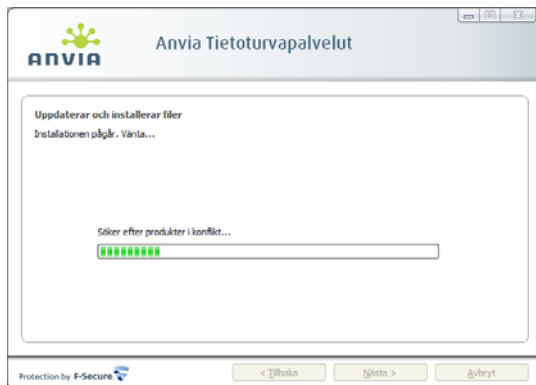 ANVIA
Anvia Tietoturvapalvelut
Uppdaterar och installerar filer
Installationen pågår. Vänta...
Söker efter produkter i konflikt...
Protection by F-Secure
< Tillbaka
Nästa >
Avbryt